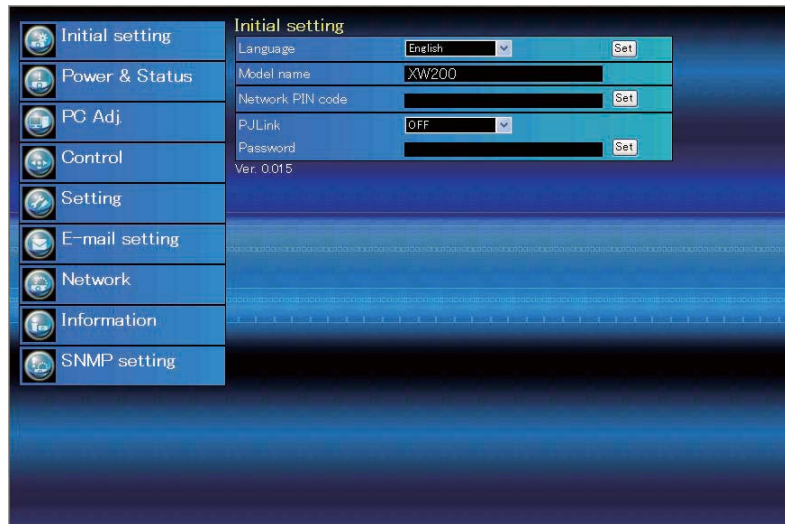 Initial setting
Power & Status
PC Adj.
Control
Setting
E-mail setting
Network
Information
SNMP setting
Initial setting
Language English Set
Model name XW200
Network PIN code Set
PJLink OFF
Password Set
Ver. 0.015